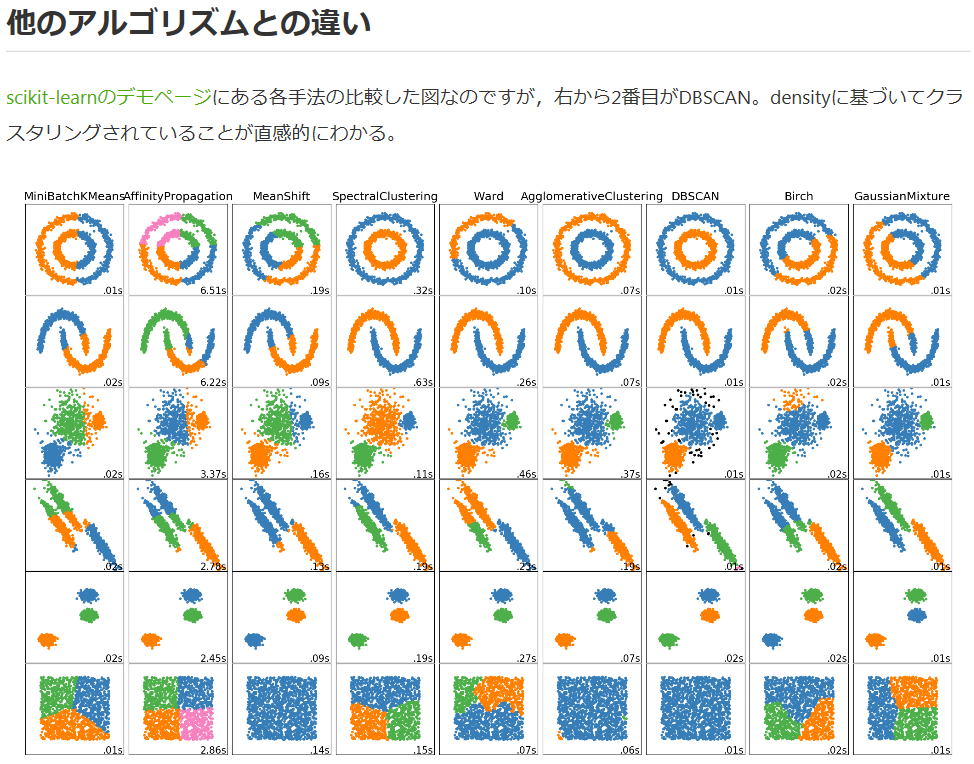 他のアルゴリズムとの違い
scikit-learnのデモページにある各手法の比較した図なのですが，右から2番目がDBSCAN。densityに基づいてクラ
スタリングされていることが直感的にわかる。
MiniBatchKMeans AffinityPropagation MeanShift SpectralClustering Ward AgglomerativeClustering DBSCAN Birch GaussianMixture
.01s 6.51s .19s .32s .10s .07s .01s .02s .01s
.02s 6.22s .09s .63s .26s .07s .01s .02s .01s
.02s 3.37s .16s .11s .46s .37s .01s .02s .01s
.02s 2.78s .13s .19s .23s .19s .01s .02s .01s
.02s 2.45s .09s .19s .27s .07s .02s .02s .01s
.01s 2.86s .14s .15s .07s .06s .01s .02s .01s